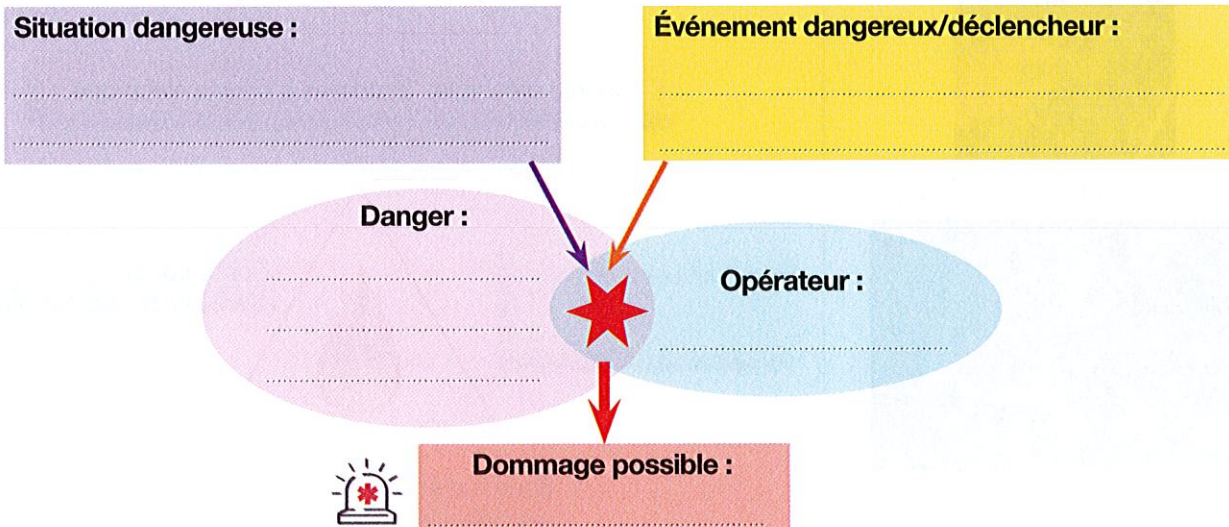 Situation dangereuse :
Événement dangereux/déclencheur :
Danger :
Opérateur :
Dommage possible :